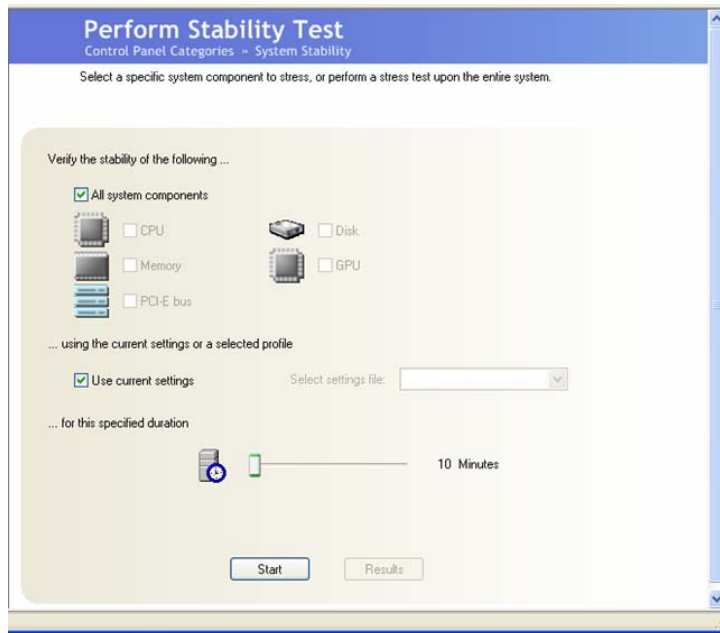 Perform Stability Test
Control Panel Categories » System Stability
Select a specific system component to stress, or perform a stress test upon the entire system.
Verify the stability of the following ...
All system components
CPU
Disk
Memory
GPU
PCI-E bus
... using the current settings or a selected profile
Use current settings
Select settings file:
... for this specified duration
10 Minutes
Start
Results